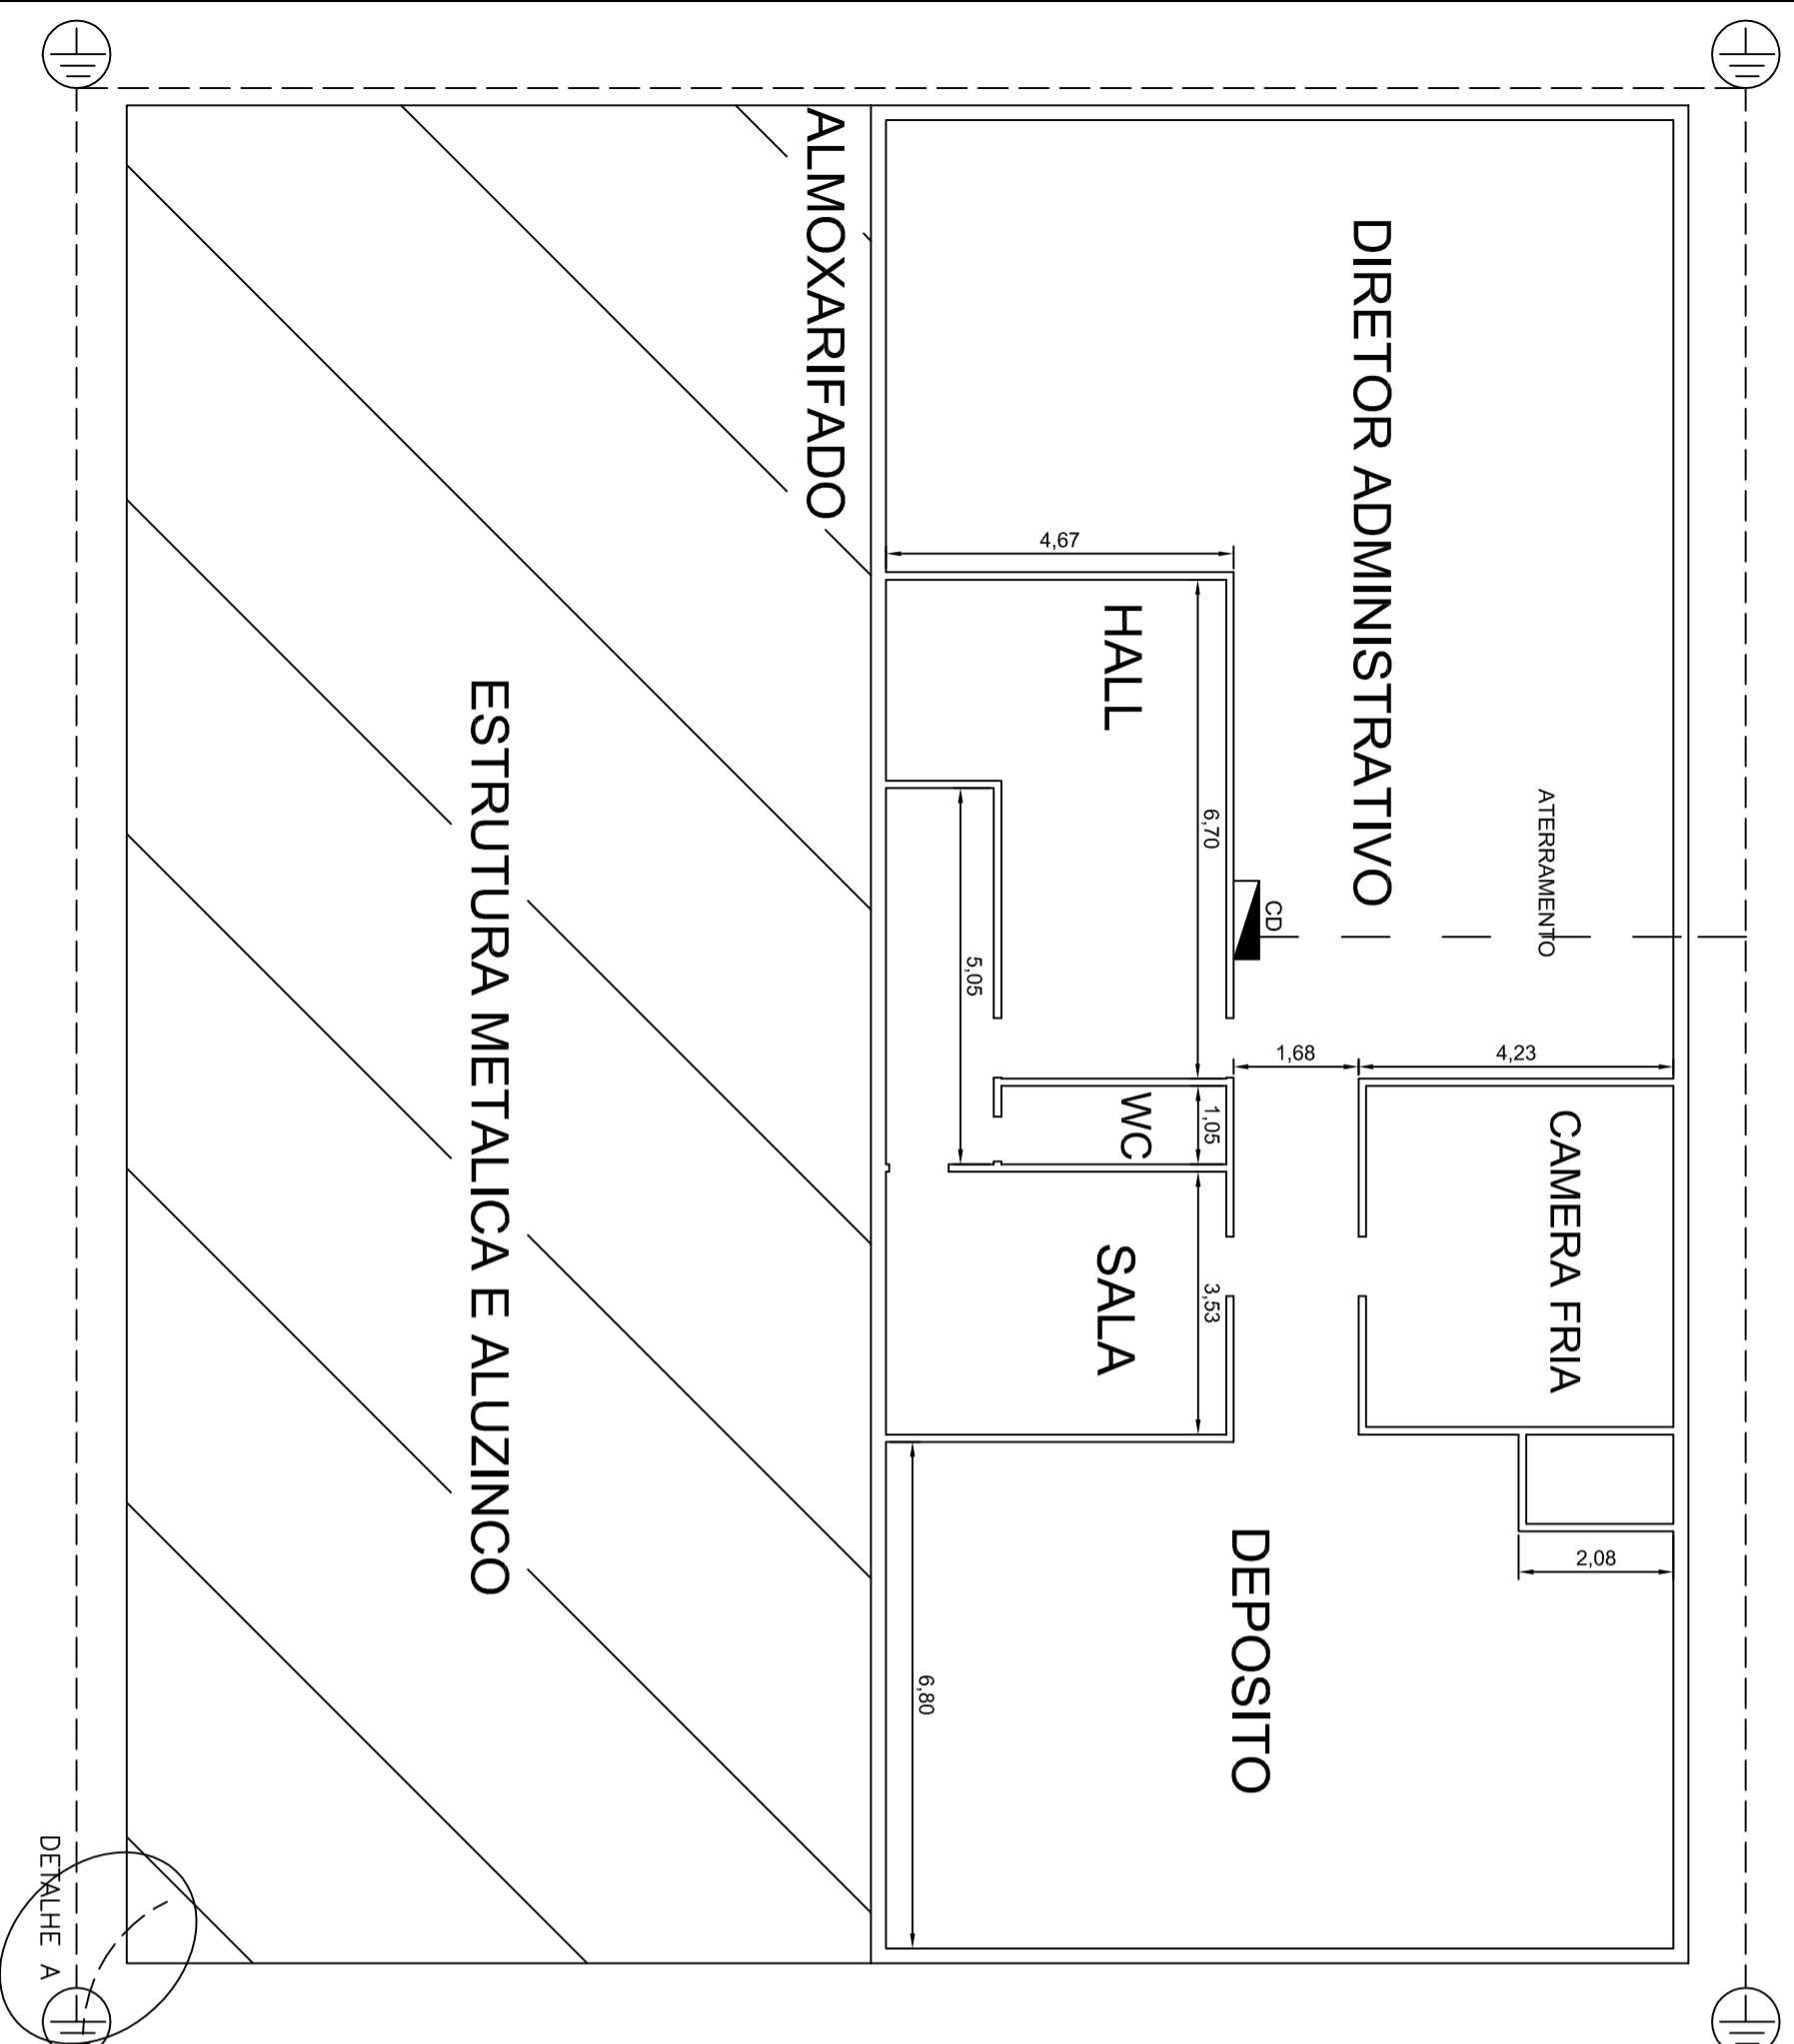 DIRETOR ADMINISTRATIVO
ATERRAMENTO
CAMERA FRIA
4,23
1,68
CD
2,08
DEPOSITO
HALL
6,70
4,67
WC
1,05
SALA
3,53
5,05
6,80
ALMOXARIFADO
ESTRUTURA METALICA E ALUZINCO
DETALHE A